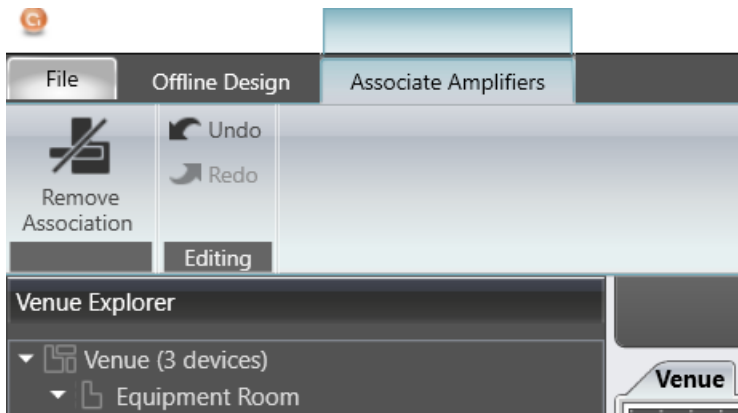 File Offline Design Associate Amplifiers
Undo
Redo
Remove
Association
Editing
Venue Explorer
Venue (3 devices)
Equipment Room
Venue